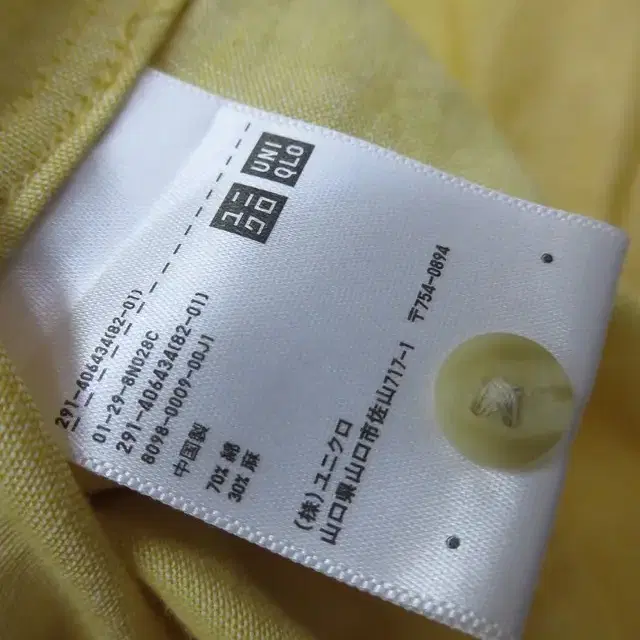 UNI
QLO
ユニ
クロ
291-406434(82-01)
01-29-8N028C
291-406434(82-01)
8098-0009-00J1
中国製
70% 綿
30% 麻
(株) ユニクロ
山口県山口市佐山717-1 〒754-0894